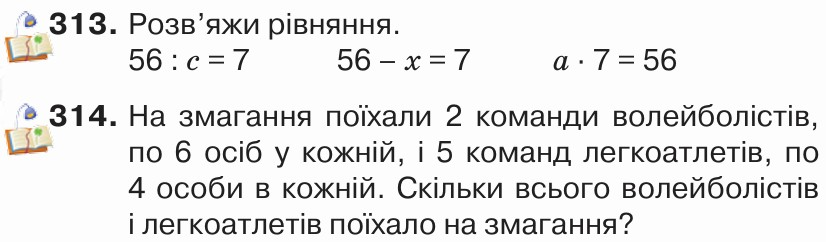 313. Розв’яжи рівняння.
56 : c = 7 56 – x = 7 a · 7 = 56
314. На змагання поїхали 2 команди волейболістів,
по 6 осіб у кожній, і 5 команд легкоатлетів, по
4 особи в кожній. Скільки всього волейболістів
і легкоатлетів поїхало на змагання?